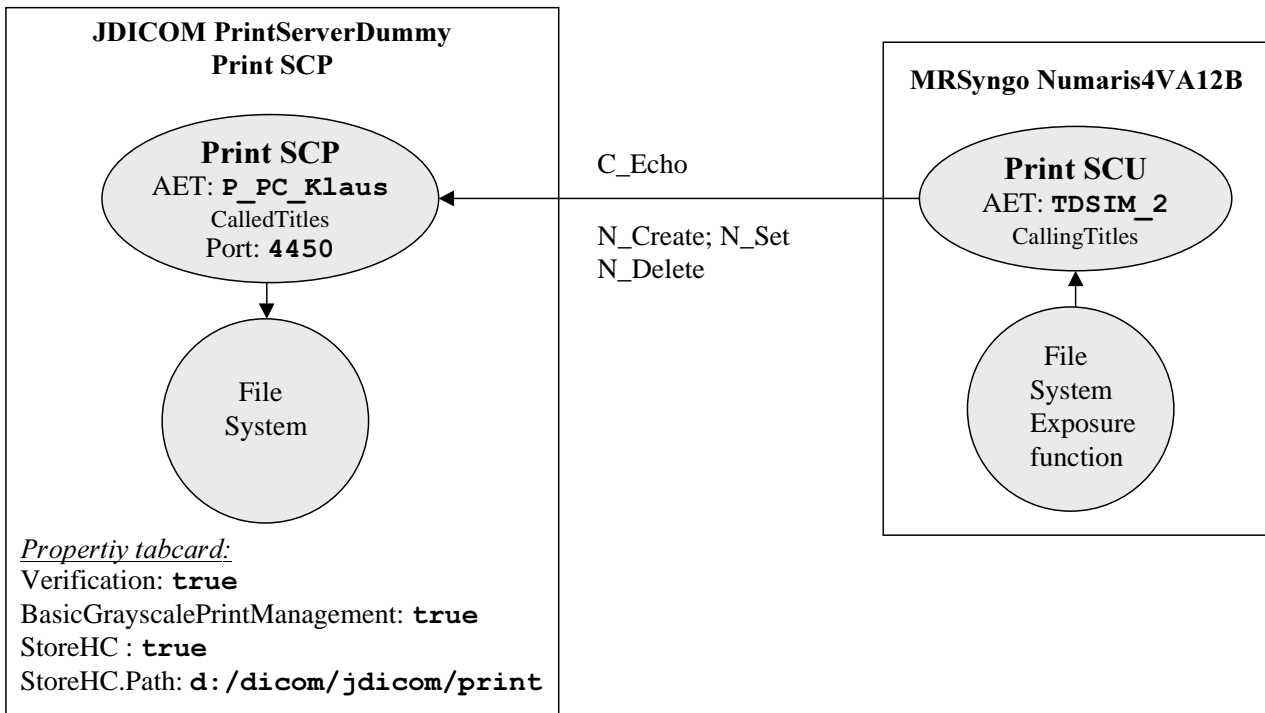 JDICOM PrintServerDummy
Print SCP
Print SCP
AET: P_PC_Klaus
CalledTitles
Port: 4450
File
System
Propertiy tabcard:
Verification: true
BasicGrayscalePrintManagement: true
StoreHC : true
StoreHC.Path: d:/dicom/jdicom/print
C_Echo
N_Create; N_Set
N_Delete
MRSyngo Numaris4VA12B
Print SCU
AET: TDSIM_2
CallingTitles
File
System
Exposure
function